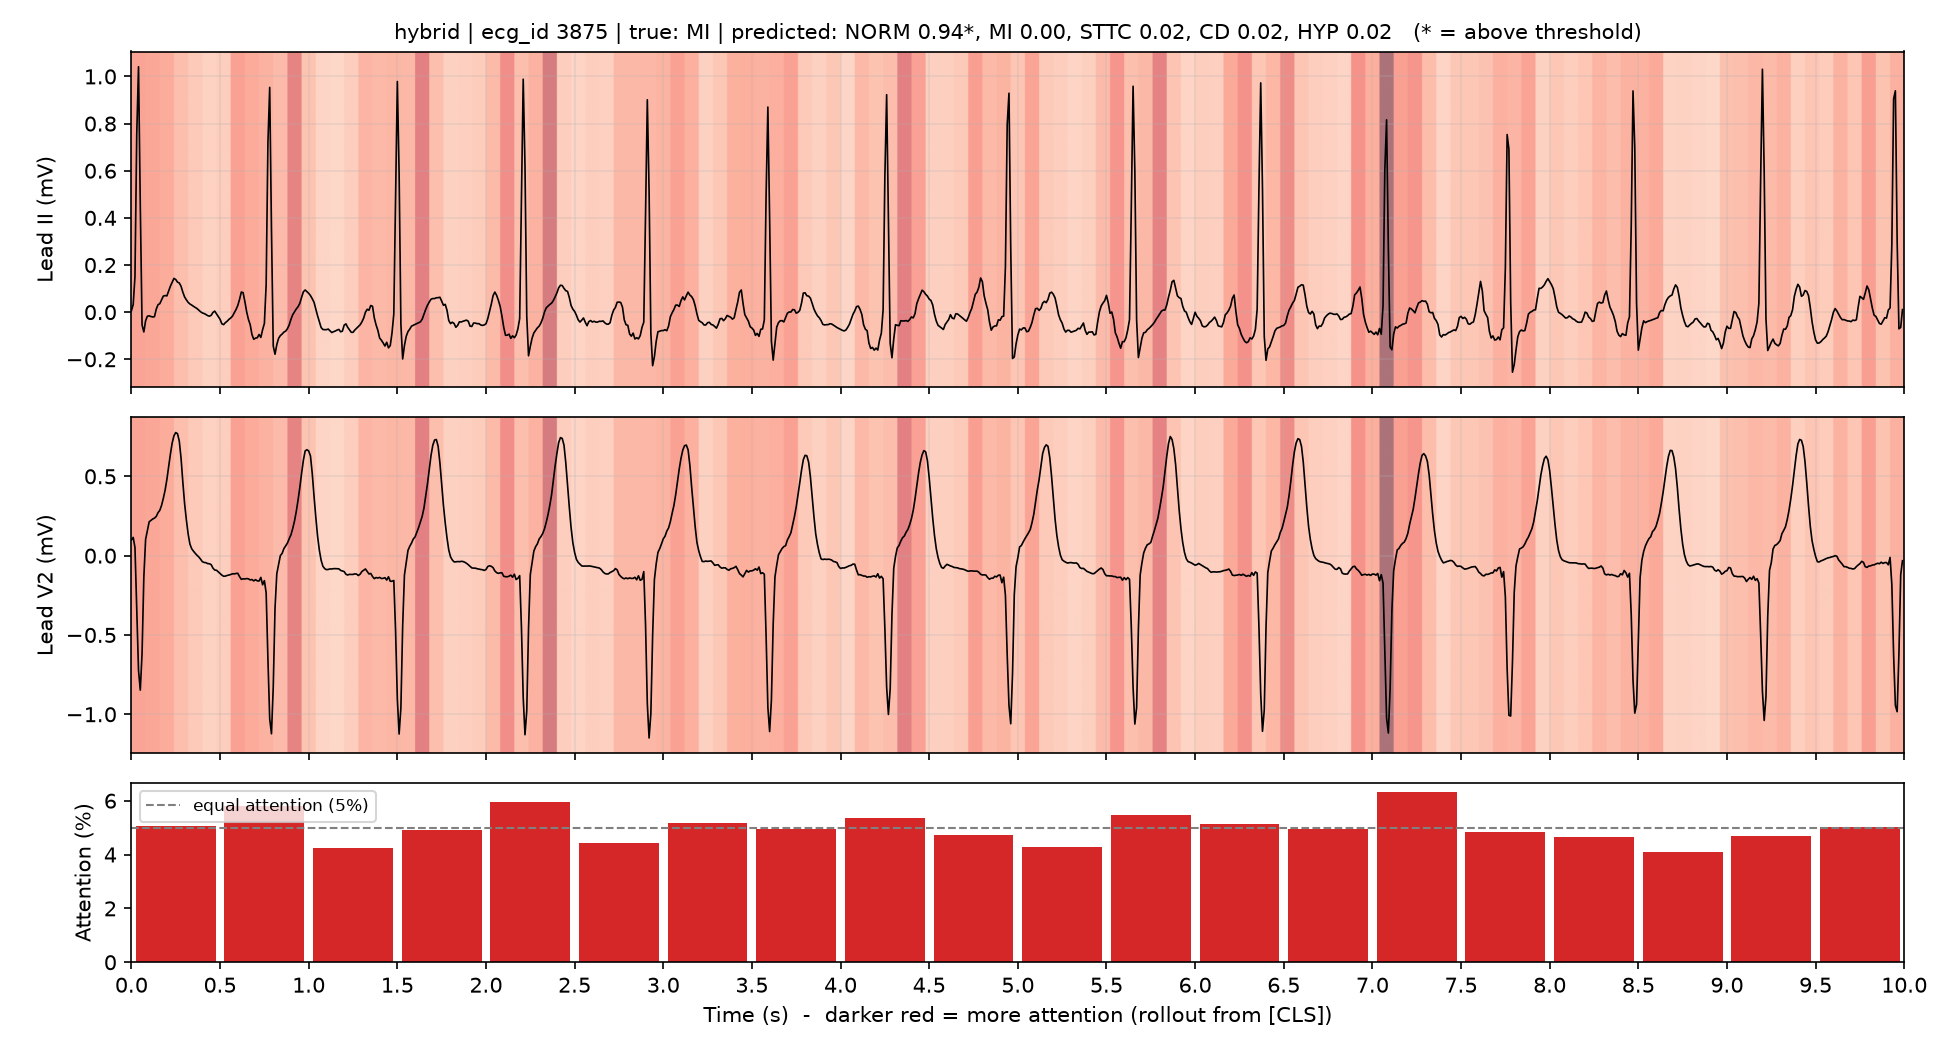 hybrid | ecg_id 3875 | true: MI | predicted: NORM 0.94*, MI 0.00, STTC 0.02, CD 0.02, HYP 0.02   (* = above threshold)
Lead II (mV)
1.0
0.8
0.6
0.4
0.2
0.0
−0.2
Lead V2 (mV)
0.5
0.0
−0.5
−1.0
Attention (%)
6
4
2
0
equal attention (5%)
0.0 0.5 1.0 1.5 2.0 2.5 3.0 3.5 4.0 4.5 5.0 5.5 6.0 6.5 7.0 7.5 8.0 8.5 9.0 9.5 10.0
Time (s)  -  darker red = more attention (rollout from [CLS])